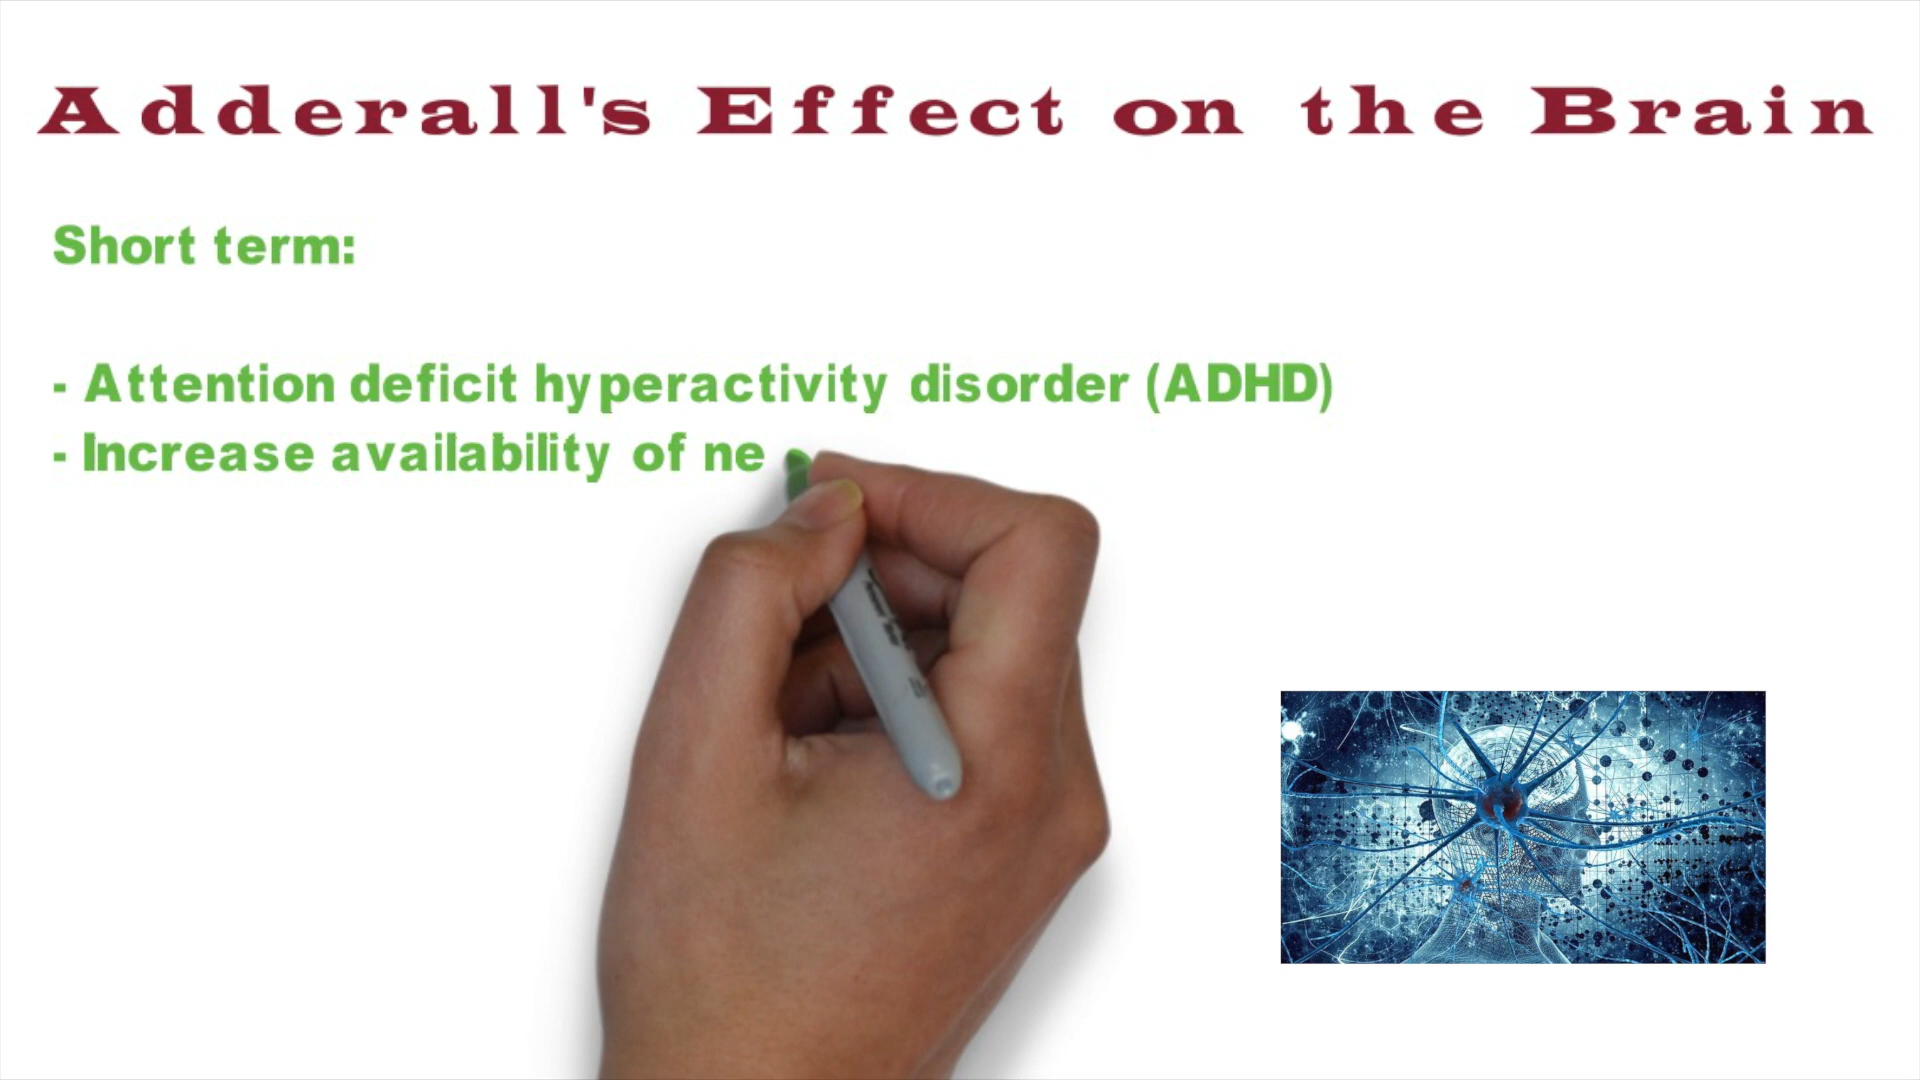 Adderall's Effect on the Brain
Short term:
- Attention deficit hyperactivity disorder (ADHD)
- Increase availability of ne